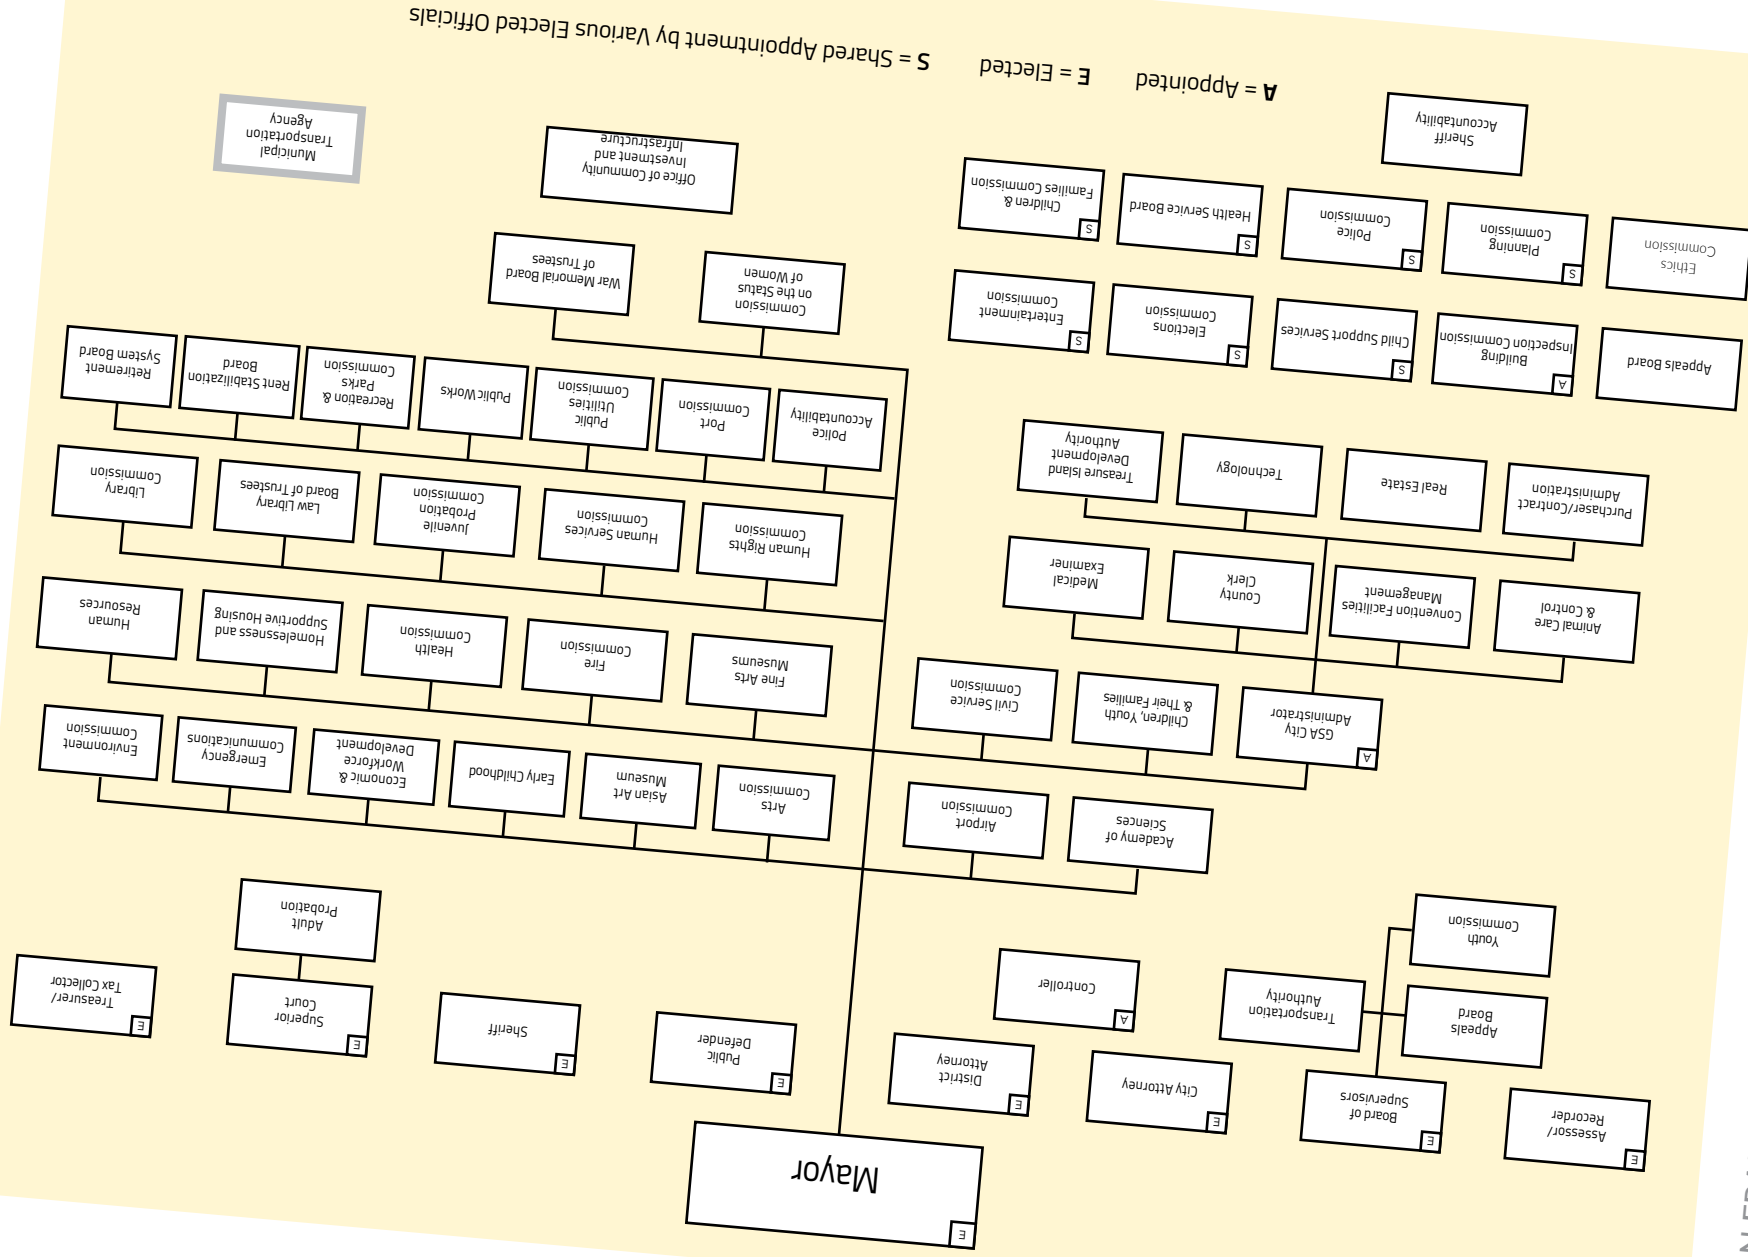 Mayor
E
Assessor/
Recorder
E
Board of
Supervisors
E
City Attorney
E
District
Attorney
E
Public
Defender
E
Sheriff
E
Superior
Court
E
Treasurer/
Tax Collector
E
Appeals
Board
Transportation
Authority
Controller
A
Youth
Commission
Adult
Probation
Academy of
Sciences
Airport
Commission
Arts
Commission
Asian Art
Museum
Early Childhood
Economic &
Workforce
Development
Emergency
Communications
Environment
Commission
GSA City
Administrator
A
Children, Youth
& Their Families
Civil Service
Commission
Fine Arts
Museums
Fire
Commission
Health
Commission
Homelessness and
Supportive Housing
Human
Resources
Animal Care
& Control
Convention Facilities
Management
County
Clerk
Medical
Examiner
Human Rights
Commission
Human Services
Commission
Juvenile
Probation
Commission
Law Library
Board of Trustees
Library
Commission
Purchaser/Contract
Administration
Real Estate
Technology
Treasure Island
Development
Authority
Police
Accountability
Port
Commission
Public
Utilities
Commission
Public Works
Recreation &
Parks
Commission
Rent Stabilization
Board
Retirement
System Board
Appeals Board
Building
Inspection Commission
A
Child Support Services
S
Elections
Commission
S
Entertainment
Commission
S
Commission
on the Status
of Women
War Memorial Board
of Trustees
Ethics
Commission
Planning
Commission
S
Police
Commission
S
Health Service Board
S
Children &
Families Commission
S
Office of Community
Investment and
Infrastructure
Municipal
Transportation
Agency
Sheriff
Accountability
A = Appointed E = Elected S = Shared Appointment by Various Elected Officials